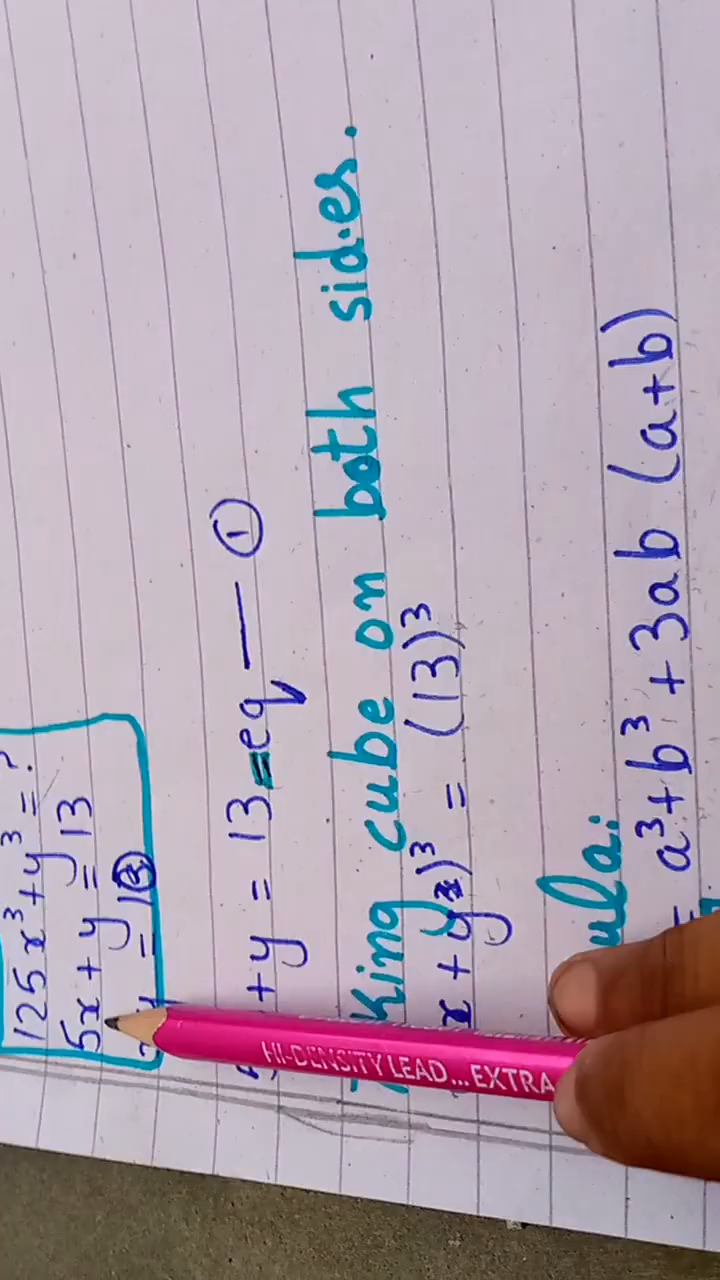 125x³+y³=?
5x+y=13
+y = 13 = eq — ①
King cube on both sides.
x+y)³ = (13)³
ula:
= a³+b³+3ab (a+b)
HI-DENSITY LEAD...EXTRA